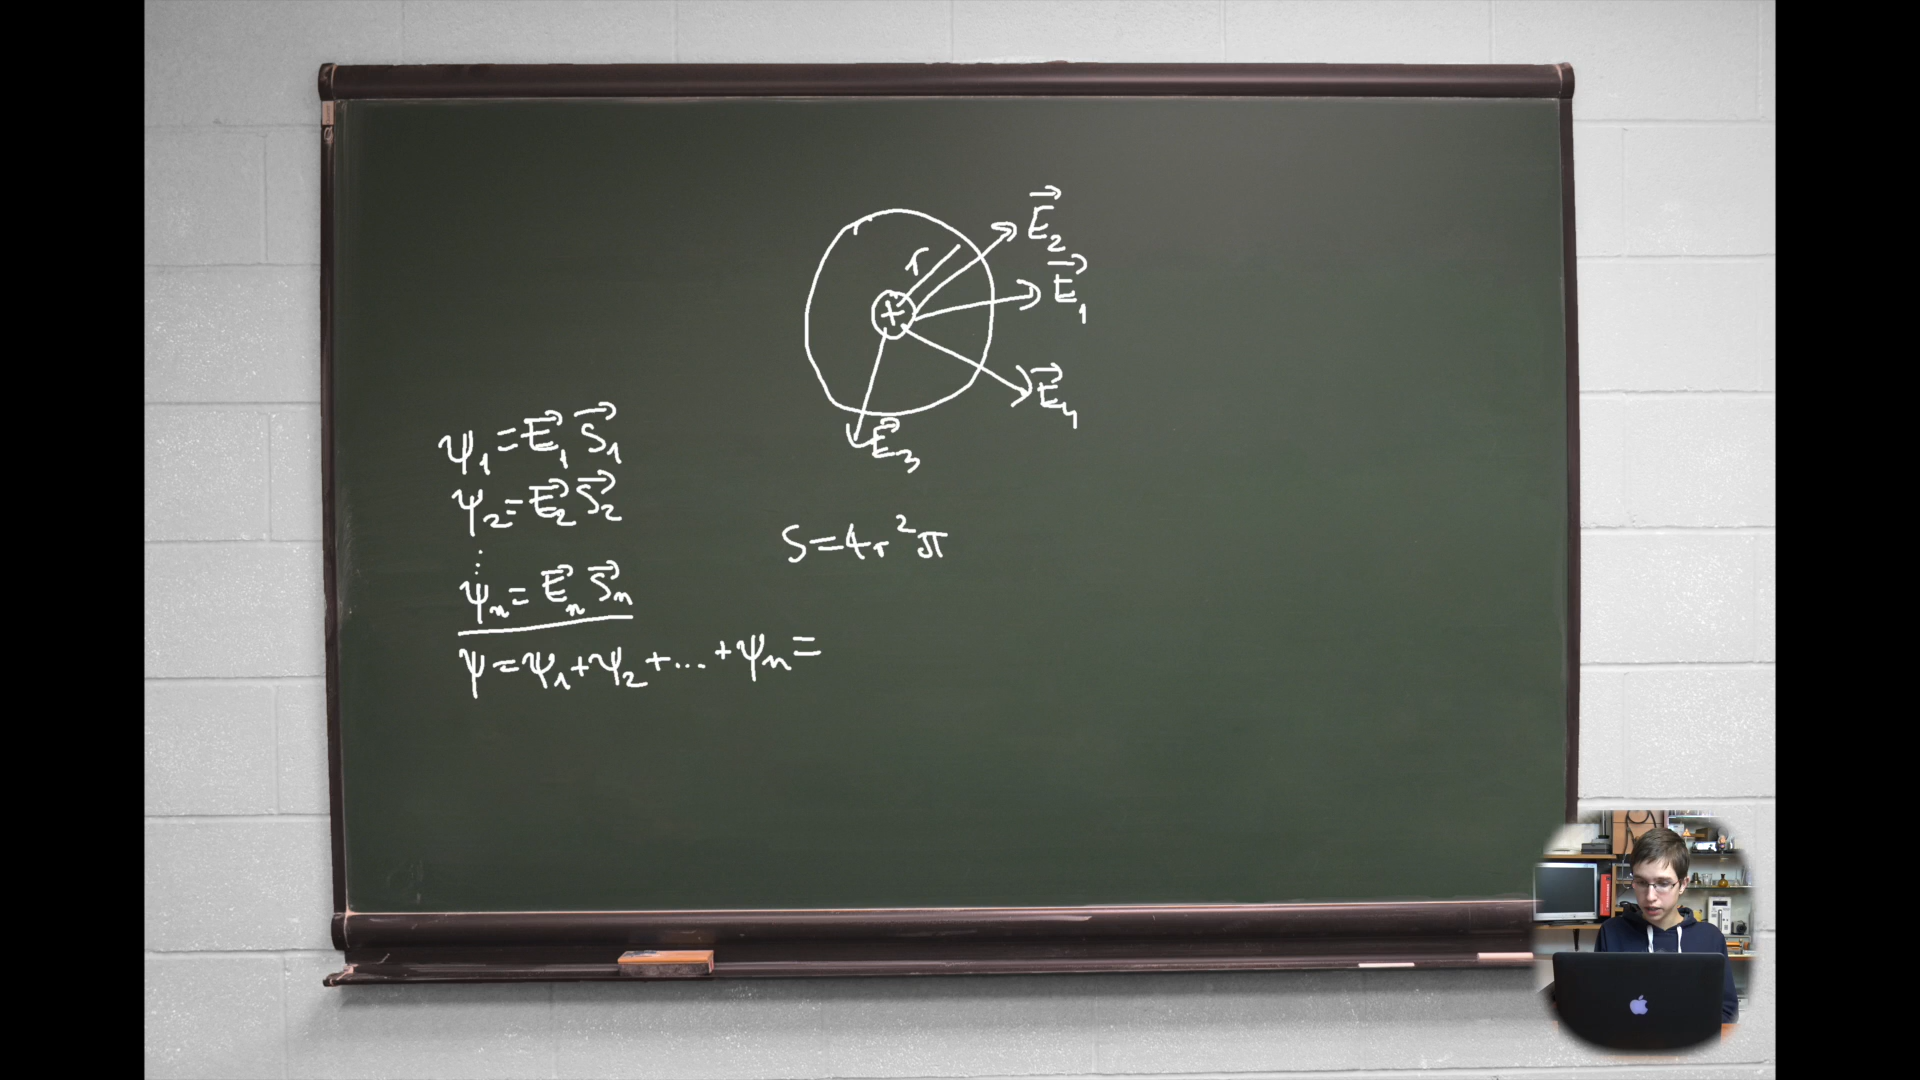 E⃗₂
r
E⃗₁
+
E⃗₄
E⃗₃
ψ₁ = E⃗₁ S⃗₁
ψ₂ = E⃗₂ S⃗₂
⋮
ψₙ = E⃗ₙ S⃗ₙ
S = 4r²π
ψ = ψ₁ + ψ₂ + ... + ψₙ =